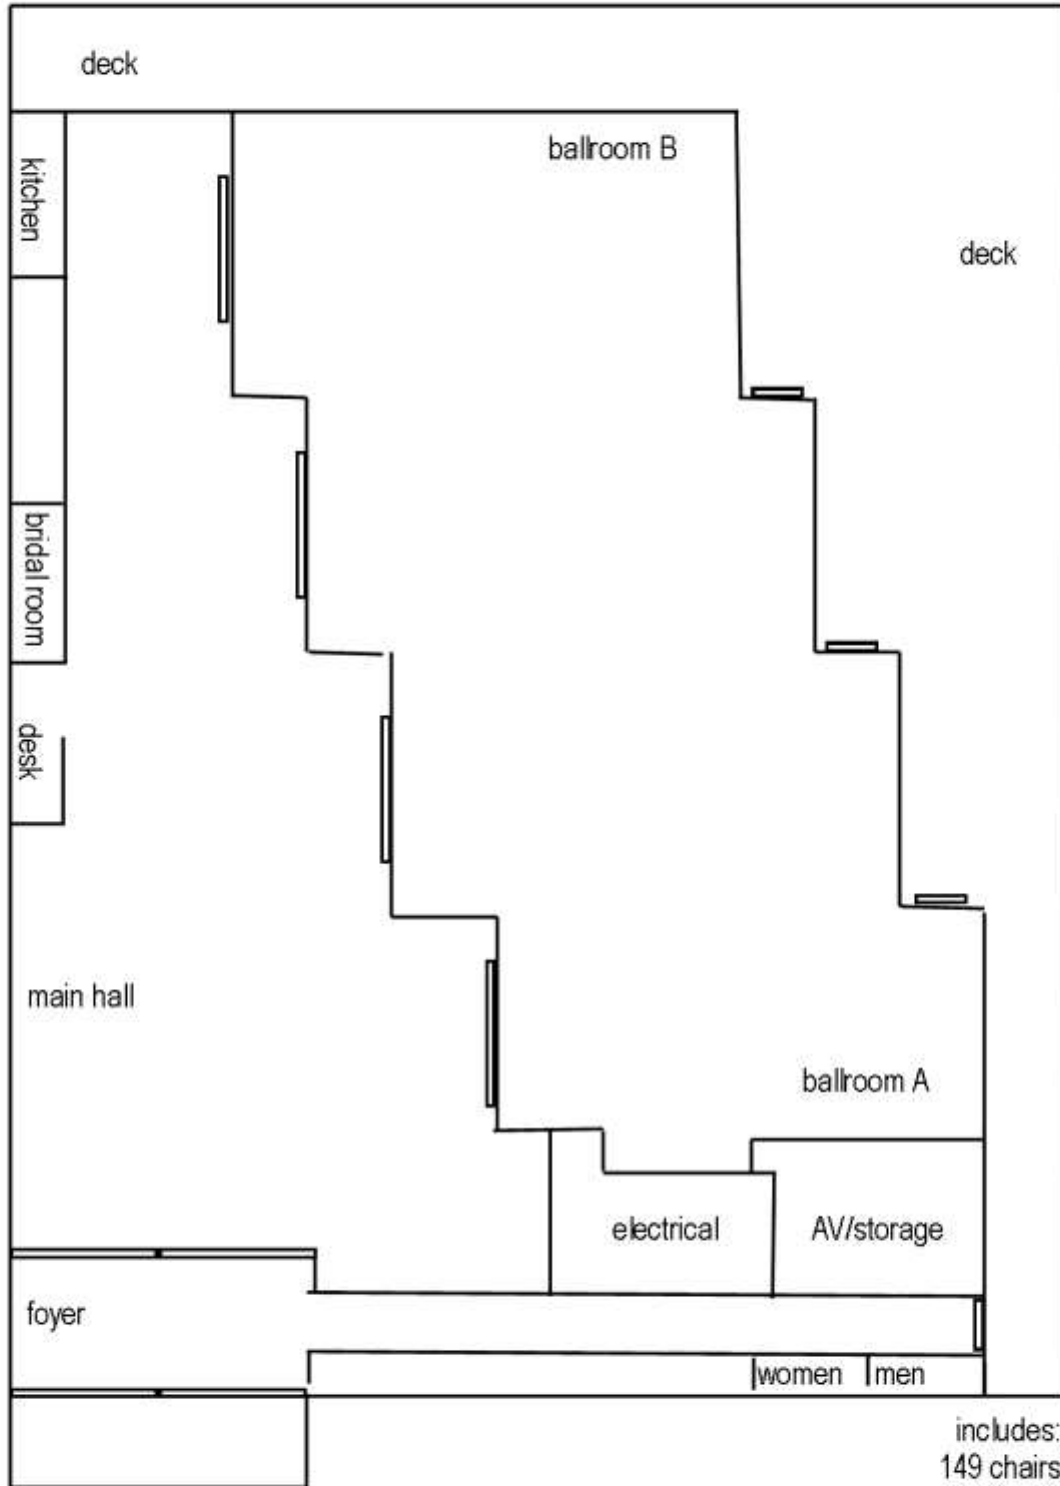 deck
kitchen
ballroom B
deck
bridal room
desk
main hall
ballroom A
electrical
AV/storage
foyer
women
men
includes:
149 chairs